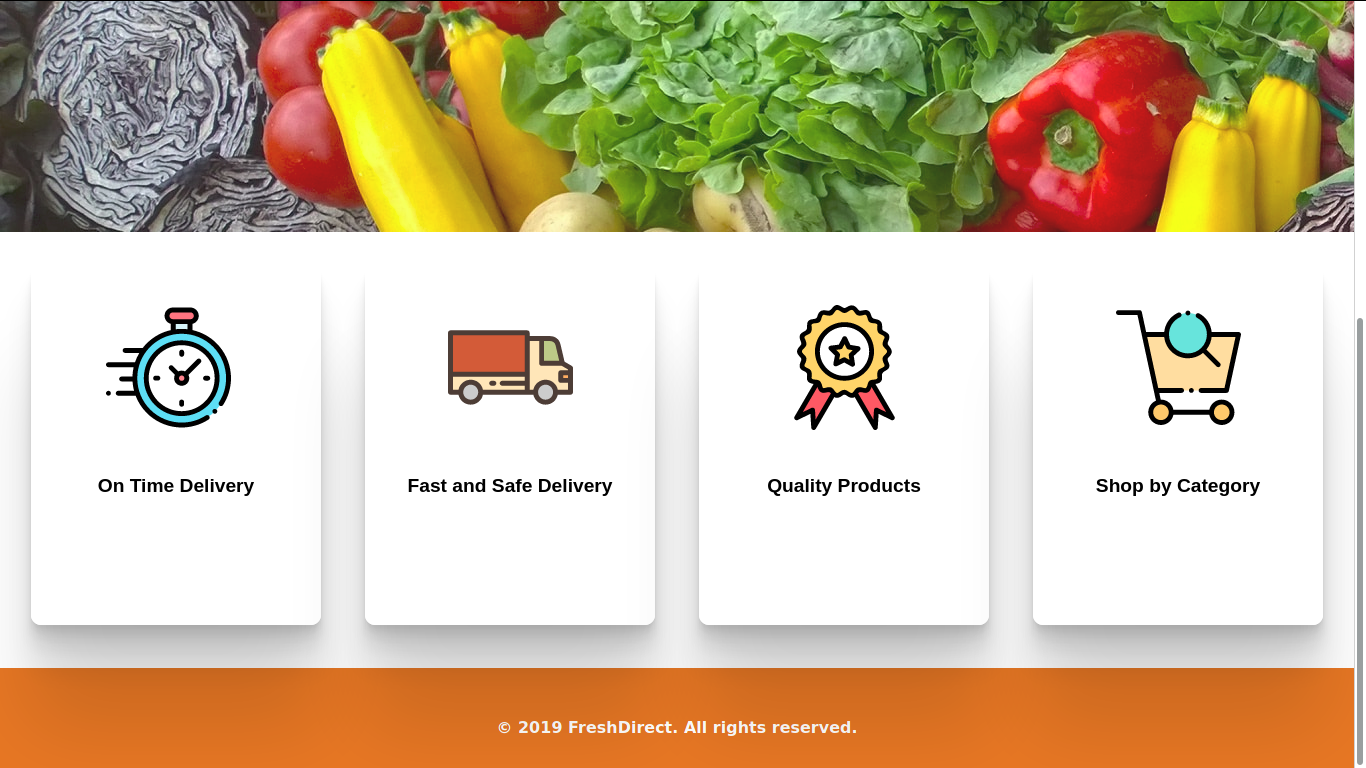 On Time Delivery
Fast and Safe Delivery
Quality Products
Shop by Category
© 2019 FreshDirect. All rights reserved.